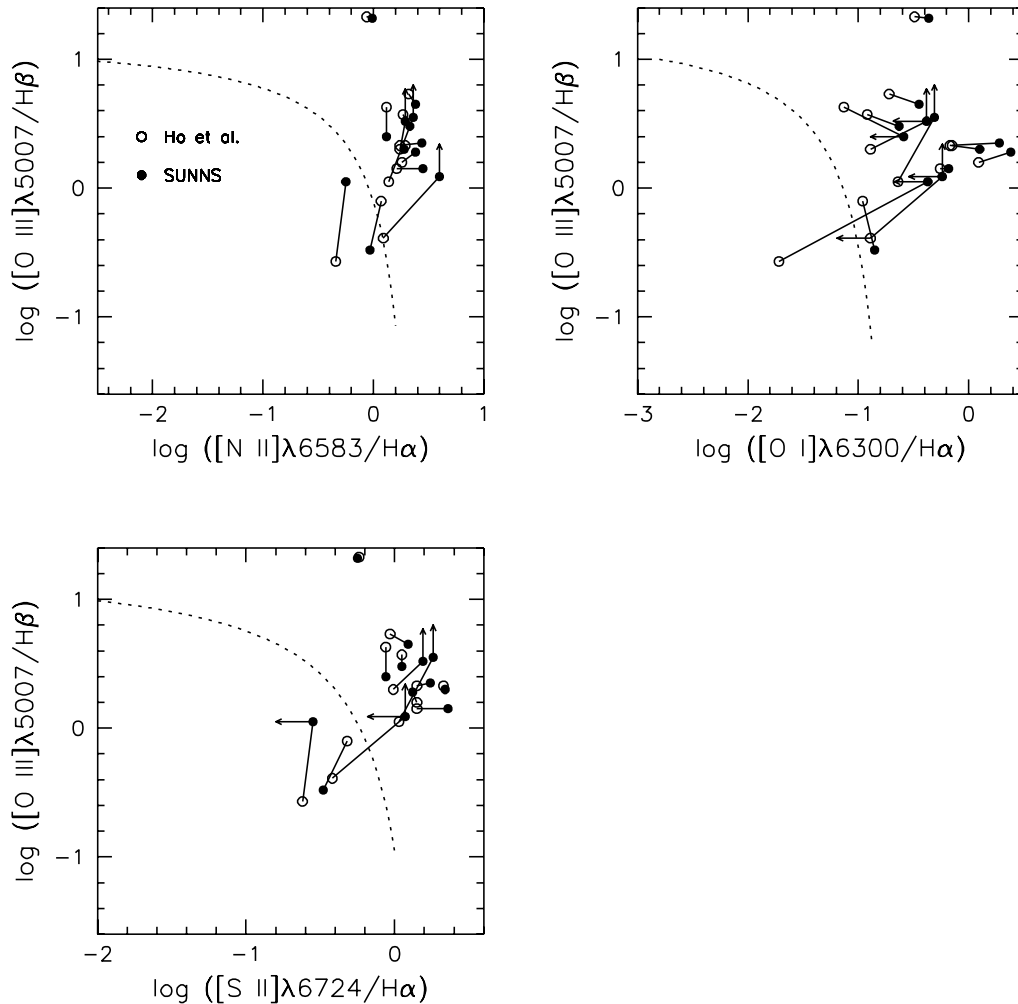 1
0
−1
log ([O III]λ5007/Hβ)
Ho et al.
SUNNS
−2
−1
0
1
log ([N II]λ6583/Hα)
1
0
−1
log ([O III]λ5007/Hβ)
−3
−2
−1
0
log ([O I]λ6300/Hα)
1
0
−1
log ([O III]λ5007/Hβ)
−2
−1
0
log ([S II]λ6724/Hα)